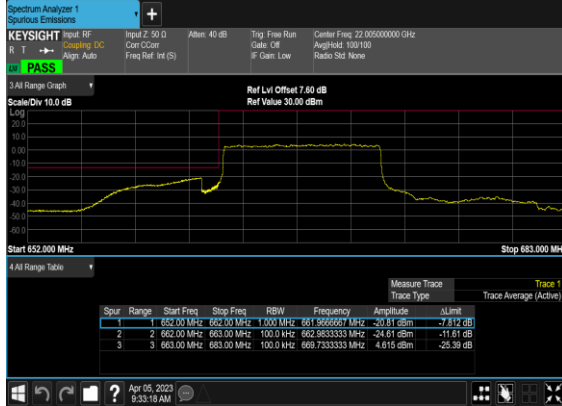 Spectrum Analyzer 1
Spurious Emissions
+
KEYSIGHT Input: RF Input Z: 50 Ω Atten: 40 dB Trig: Free Run Center Freq: 22.005000000 GHz
R T Coupling: DC Corr CCorr Gate: Off Avg|Hold: 100/100
Align: Auto Freq Ref: Int (S) IF Gain: Low Radio Std: None
PASS
3 All Range Graph
Ref Lvl Offset 7.60 dB
Scale/Div 10.0 dB Ref Value 30.00 dBm
Log
20.0
10.0
0.00
-10.0
-20.0
-30.0
-40.0
-50.0
-60.0
Start 652.000 MHz Stop 683.000 MH
4 All Range Table
Measure Trace Trace 1
Trace Type Trace Average (Active)
Spur Range Start Freq Stop Freq RBW Frequency Amplitude ΔLimit
1 1 652.00 MHz 662.00 MHz 1.000 MHz 661.9666667 MHz -20.81 dBm -7.812 dB
2 2 662.00 MHz 663.00 MHz 100.0 kHz 662.9833333 MHz -24.61 dBm -11.61 dB
3 3 663.00 MHz 683.00 MHz 100.0 kHz 669.7333333 MHz 4.615 dBm -25.39 dB
? Apr 05, 2023
9:33:18 AM